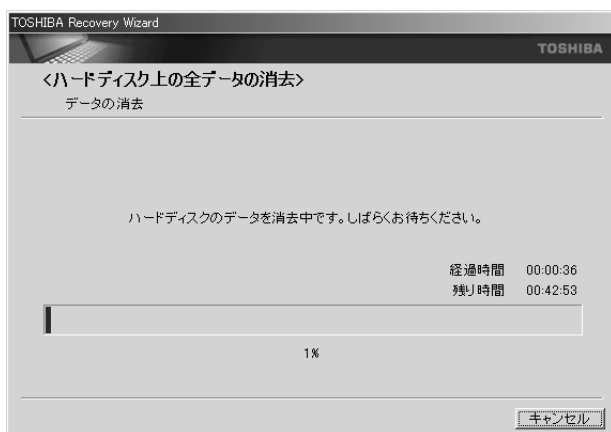 TOSHIBA Recovery Wizard
TOSHIBA
<ハードディスク上の全データの消去>
データの消去
ハードディスクのデータを消去中です。しばらくお待ちください。
経過時間 00:00:36
残り時間 00:42:53
1%
キャンセル